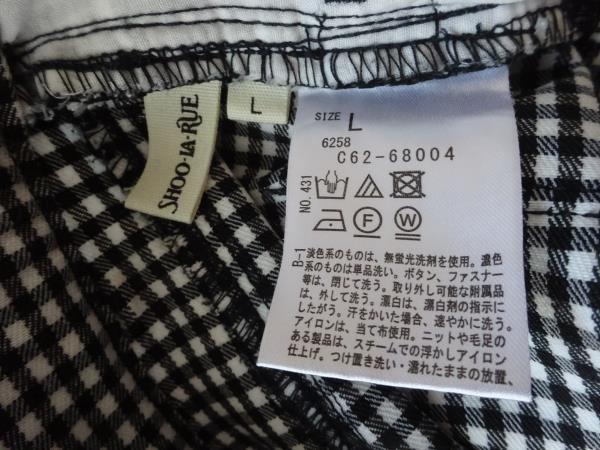 SHOO·LA·RUE
L
SIZE L
6258
C62-68004
NO.431
F
W
B-1
淡色系のものは、無蛍光洗剤を使用。濃色
系のものは単品洗い。ボタン、ファスナー
等は、閉じて洗う。取り外し可能な附属品
は、外して洗う。漂白は、漂白剤の指示に
したがう。汗をかいた場合、速やかに洗う。
アイロンは、当て布使用。ニットや毛足の
ある製品は、スチームでの浮かしアイロン
仕上げ。つけ置き洗い・濡れたままの放置、